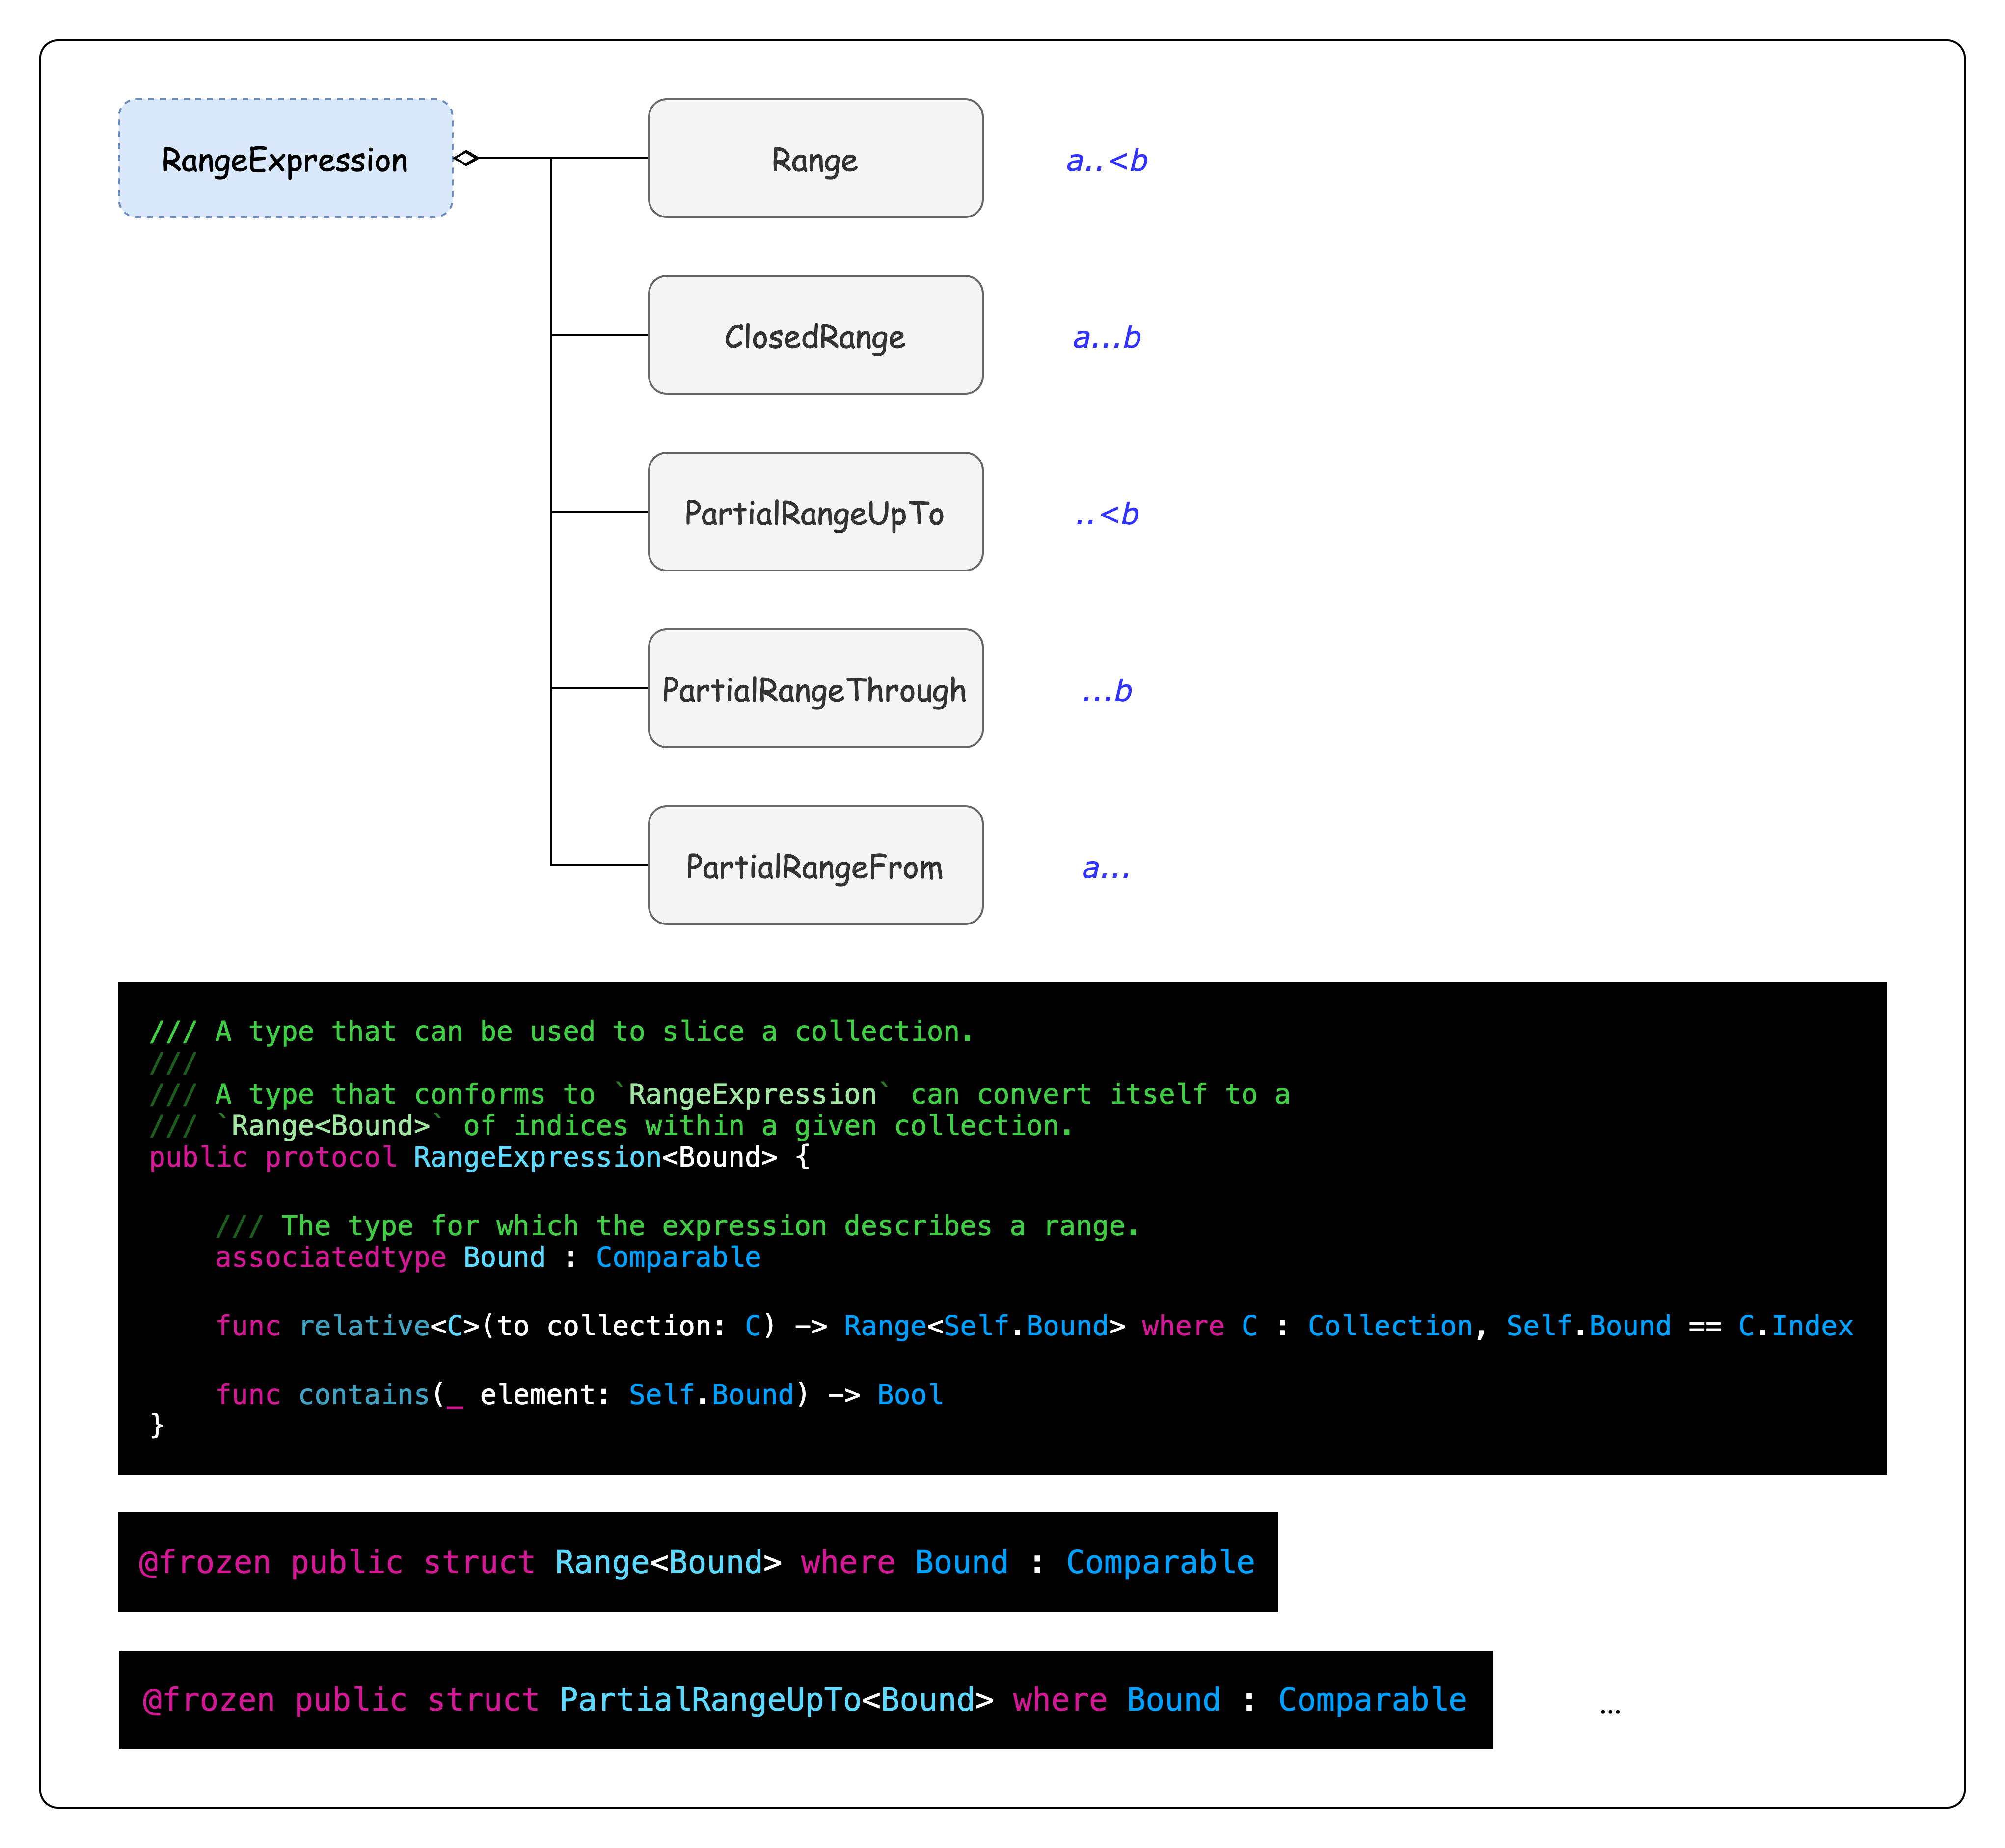 RangeExpression
Range
a..<b
ClosedRange
a...b
PartialRangeUpTo
..<b
PartialRangeThrough
...b
PartialRangeFrom
a...
/// A type that can be used to slice a collection.
///
/// A type that conforms to `RangeExpression` can convert itself to a
/// `Range<Bound>` of indices within a given collection.
public protocol RangeExpression<Bound> {
/// The type for which the expression describes a range.
associatedtype Bound : Comparable
func relative<C>(to collection: C) -> Range<Self.Bound> where C : Collection, Self.Bound == C.Index
func contains(_ element: Self.Bound) -> Bool
}
@frozen public struct Range<Bound> where Bound : Comparable
@frozen public struct PartialRangeUpTo<Bound> where Bound : Comparable
...